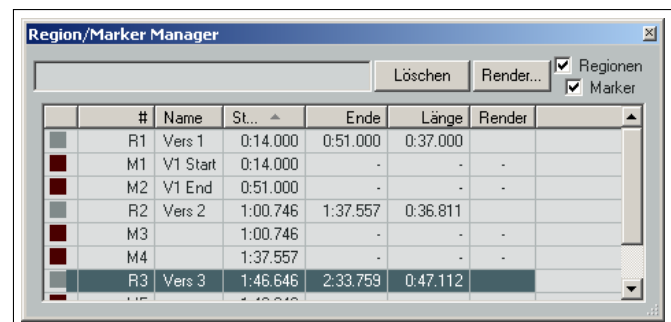 Region/Marker Manager
Löschen Render... Regionen
Marker
# Name St... Ende Länge Render
R1 Vers 1 0:14.000 0:51.000 0:37.000
M1 V1 Start 0:14.000 - - -
M2 V1 End 0:51.000 - - -
R2 Vers 2 1:00.746 1:37.557 0:36.811
M3 1:00.746 - - -
M4 1:37.557 - - -
R3 Vers 3 1:46.646 2:33.759 0:47.112